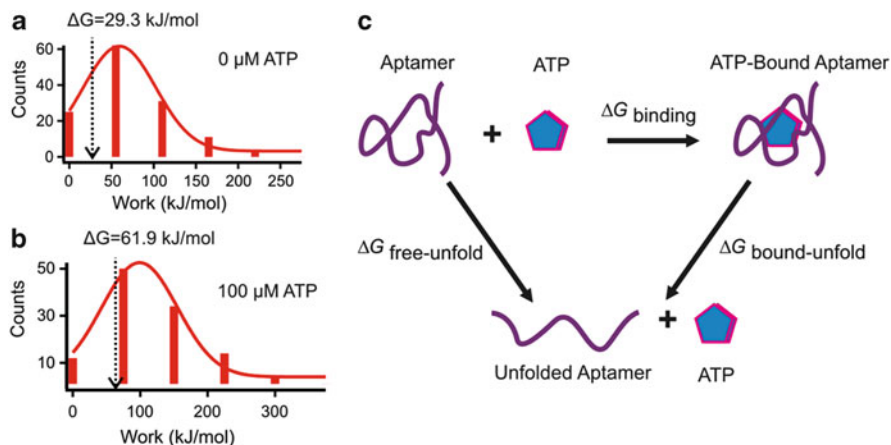 a
ΔG=29.3 kJ/mol
0 µM ATP
Counts
60
40
20
0
0 50 100 150 200 250
Work (kJ/mol)
b
ΔG=61.9 kJ/mol
100 µM ATP
Counts
50
30
10
0 100 200 300
Work (kJ/mol)
c
Aptamer
ATP
ATP-Bound Aptamer
+
ΔG binding
ΔG free-unfold
ΔG bound-unfold
+
Unfolded Aptamer
ATP